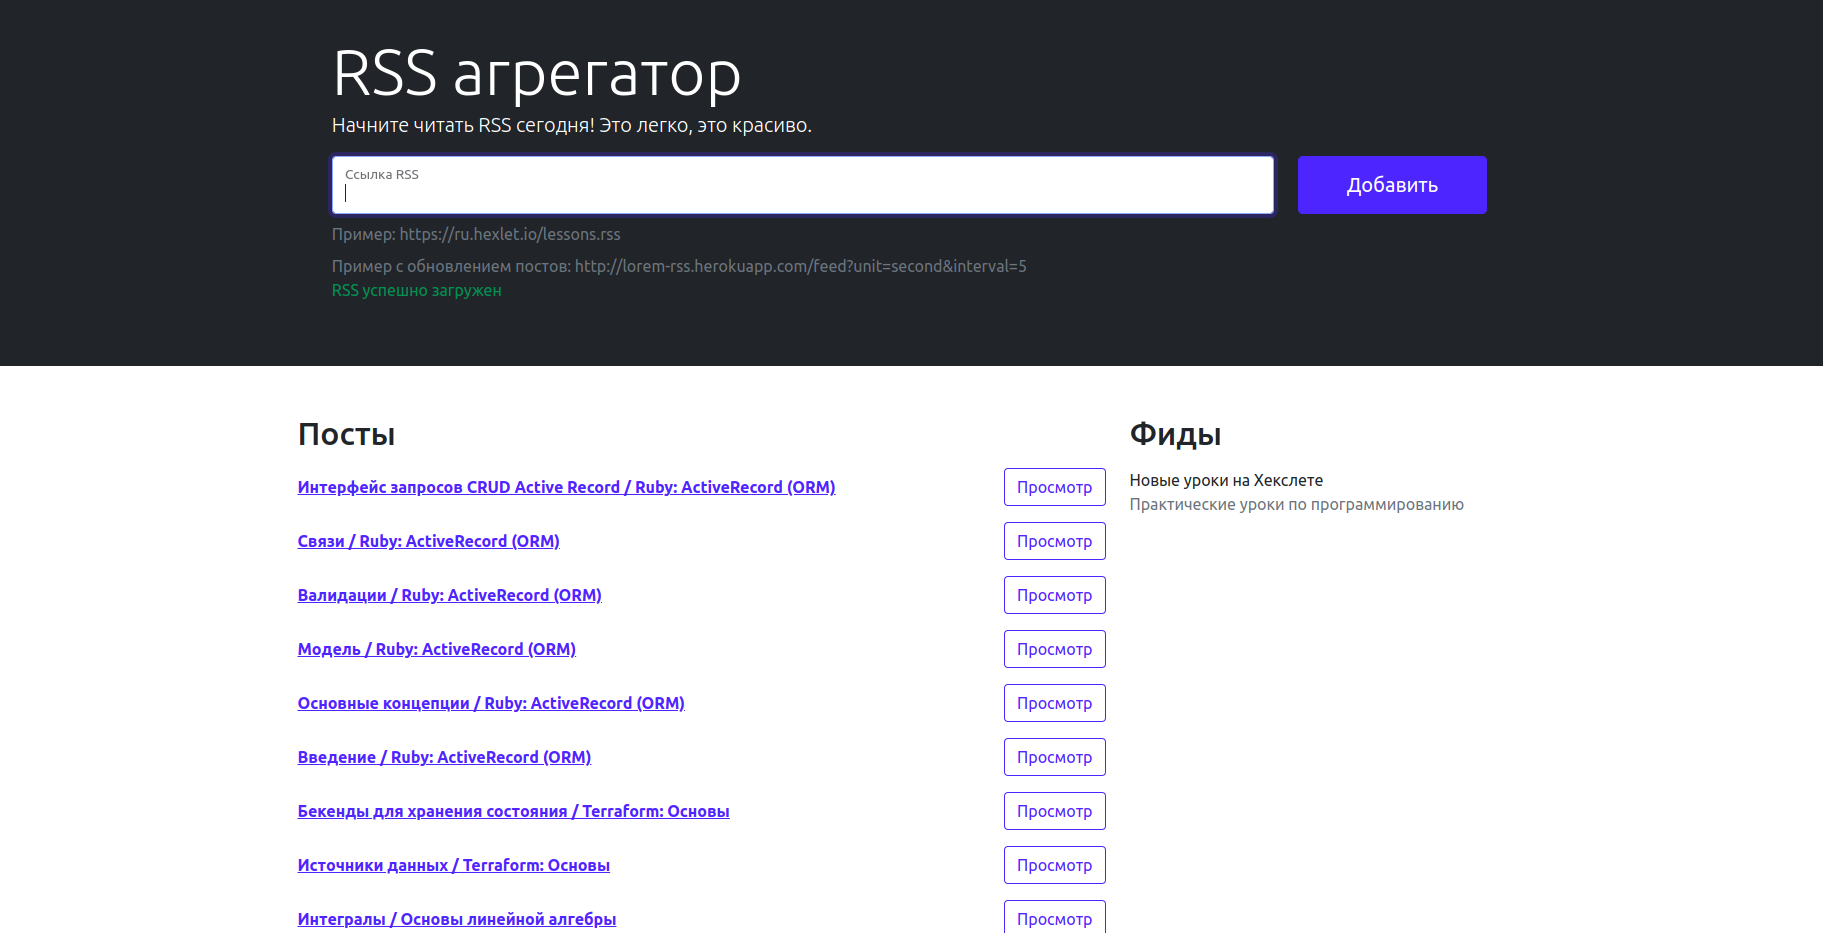 RSS агрегатор
Начните читать RSS сегодня! Это легко, это красиво.
Ссылка RSS
Добавить
Пример: https://ru.hexlet.io/lessons.rss
Пример с обновлением постов: http://lorem-rss.herokuapp.com/feed?unit=second&interval=5
RSS успешно загружен
Посты
Интерфейс запросов CRUD Active Record / Ruby: ActiveRecord (ORM)
Просмотр
Связи / Ruby: ActiveRecord (ORM)
Просмотр
Валидации / Ruby: ActiveRecord (ORM)
Просмотр
Модель / Ruby: ActiveRecord (ORM)
Просмотр
Основные концепции / Ruby: ActiveRecord (ORM)
Просмотр
Введение / Ruby: ActiveRecord (ORM)
Просмотр
Бекенды для хранения состояния / Terraform: Основы
Просмотр
Источники данных / Terraform: Основы
Просмотр
Интегралы / Основы линейной алгебры
Просмотр
Фиды
Новые уроки на Хекслете
Практические уроки по программированию